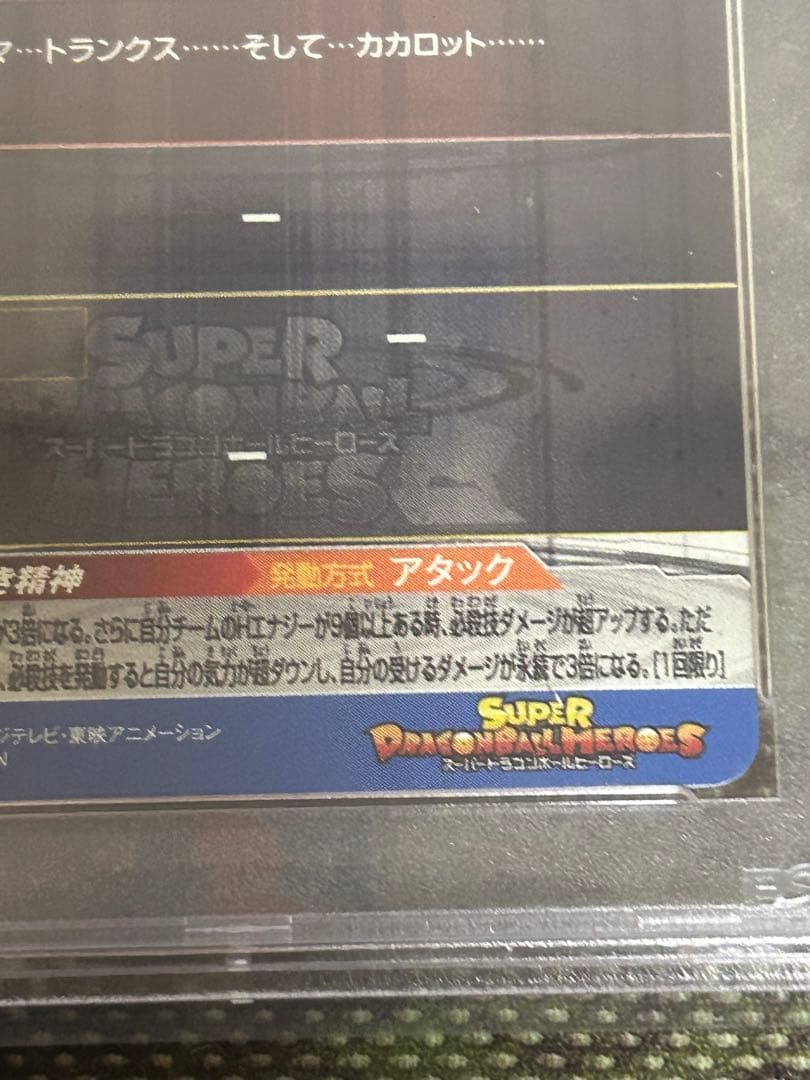 マ…トランクス……そして…カカロット……
SUPER
DRAGONBALL
スーパードラゴンボールヒーローズ
HEROES
き精神
発動方式 アタック
が3倍になる。さらに自分チームのHエナジーが9個以上ある時、必殺技ダメージが超アップする。ただ
、必殺技を発動すると自分の気力が超ダウンし、自分の受けるダメージが永続で3倍になる。[1回限り]
ジテレビ・東映アニメーション
N
SUPER
DRAGONBALL HEROES
スーパードラゴンボールヒーローズ